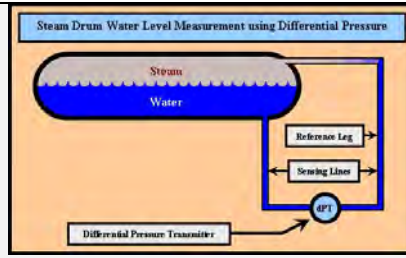 Steam Drum Water Level Measurement using Differential Pressure
Steam
Water
Reference Leg
Sensing Lines
dPT
Differential Pressure Transmitter